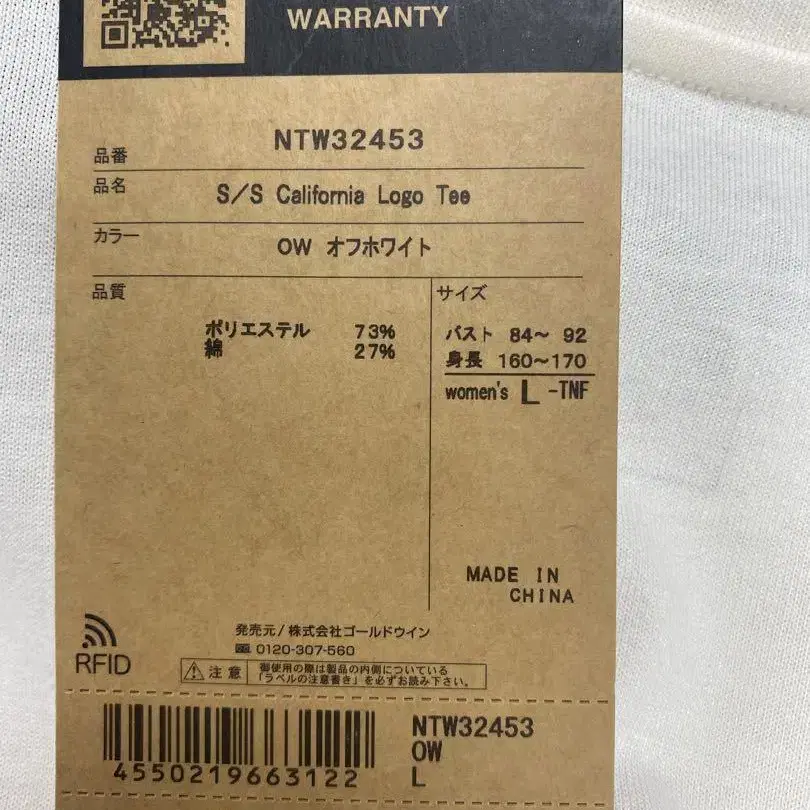 WARRANTY
品番 NTW32453
品名 S/S California Logo Tee
カラー OW オフホワイト
品質
ポリエステル 73%
綿 27%
サイズ
バスト 84～ 92
身長 160～170
women's L -TNF
MADE IN
CHINA
発売元/株式会社ゴールドウイン
0120-307-560
RFID
注意
御使用の際は製品の内側についている
「ラベルの注意書き」を必ずお読み下さい。
4550219663122
NTW32453
OW
L